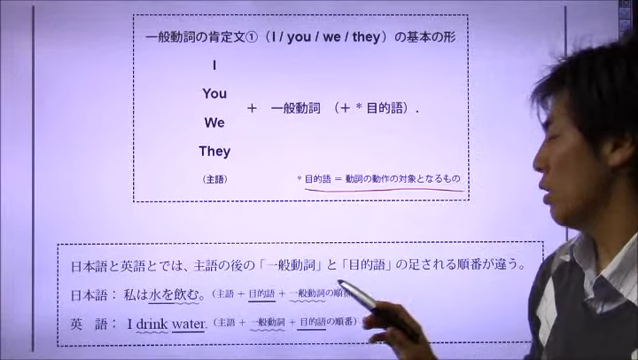 一般動詞の肯定文①（I / you / we / they）の基本の形
I
You
We
They
（主語）
＋ 一般動詞 （＋＊目的語）.
＊目的語 ＝ 動詞の動作の対象となるもの
日本語と英語とでは、主語の後の「一般動詞」と「目的語」の足される順番が違う。
日本語： 私は水を飲む。（主語 + 目的語 + 一般動詞の順番
英　語： I drink water.（主語 + 一般動詞 + 目的語の順番）